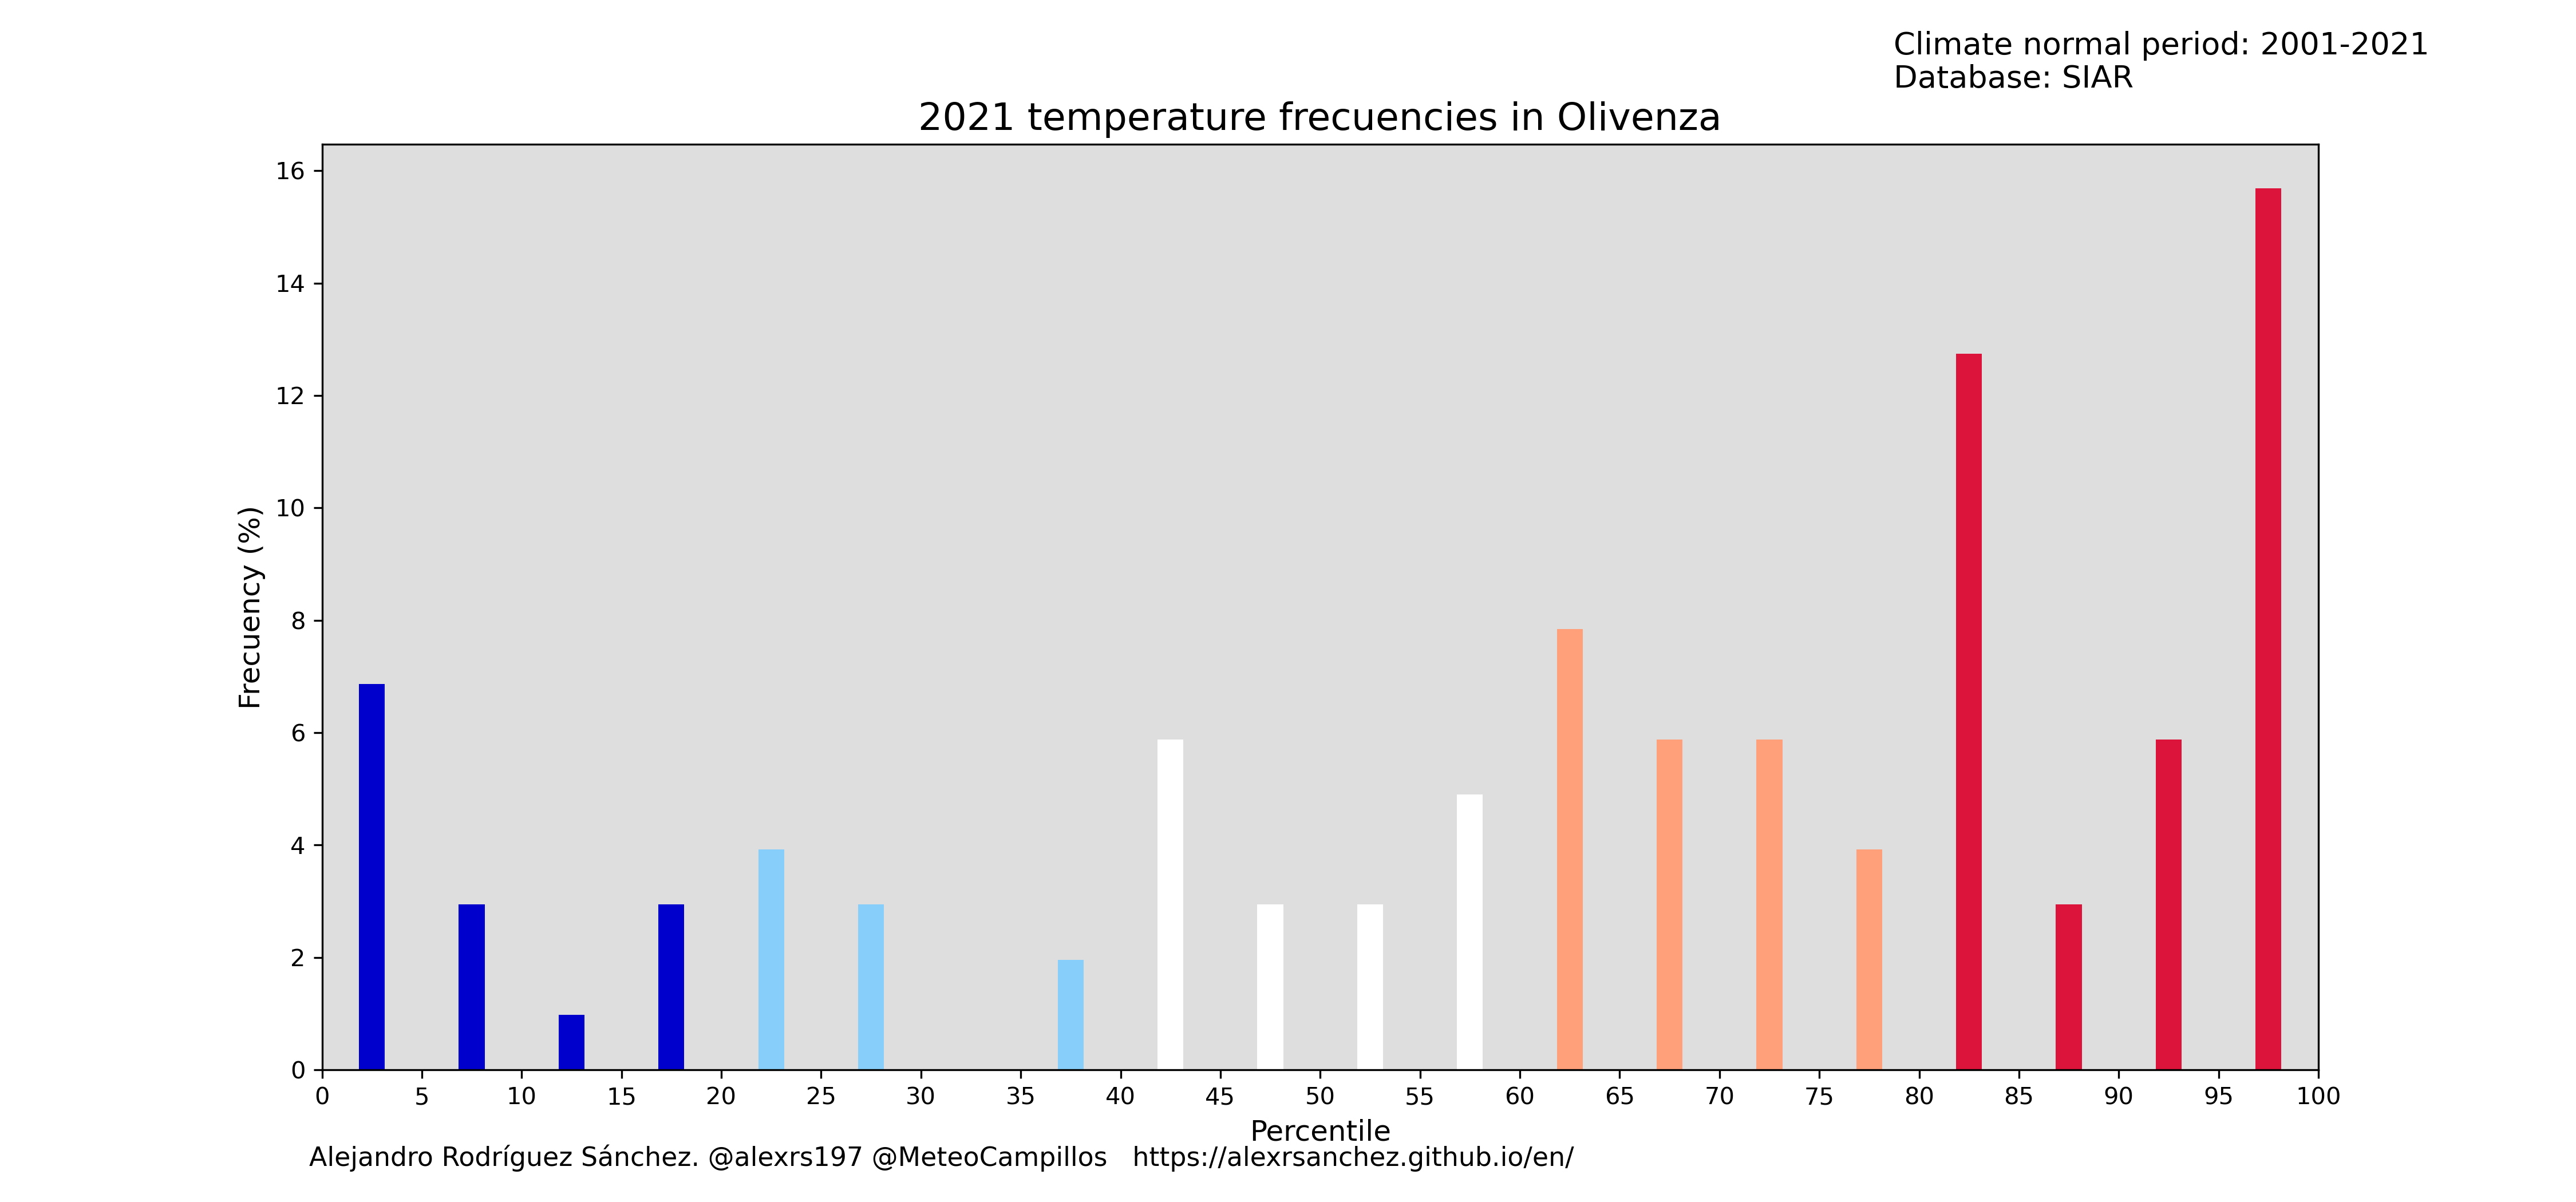 Climate normal period: 2001-2021
Database: SIAR
2021 temperature frecuencies in Olivenza
16
14
12
10
8
6
4
2
0
Frecuency (%)
0 5 10 15 20 25 30 35 40 45 50 55 60 65 70 75 80 85 90 95 100
Percentile
Alejandro Rodríguez Sánchez. @alexrs197 @MeteoCampillos https://alexrsanchez.github.io/en/